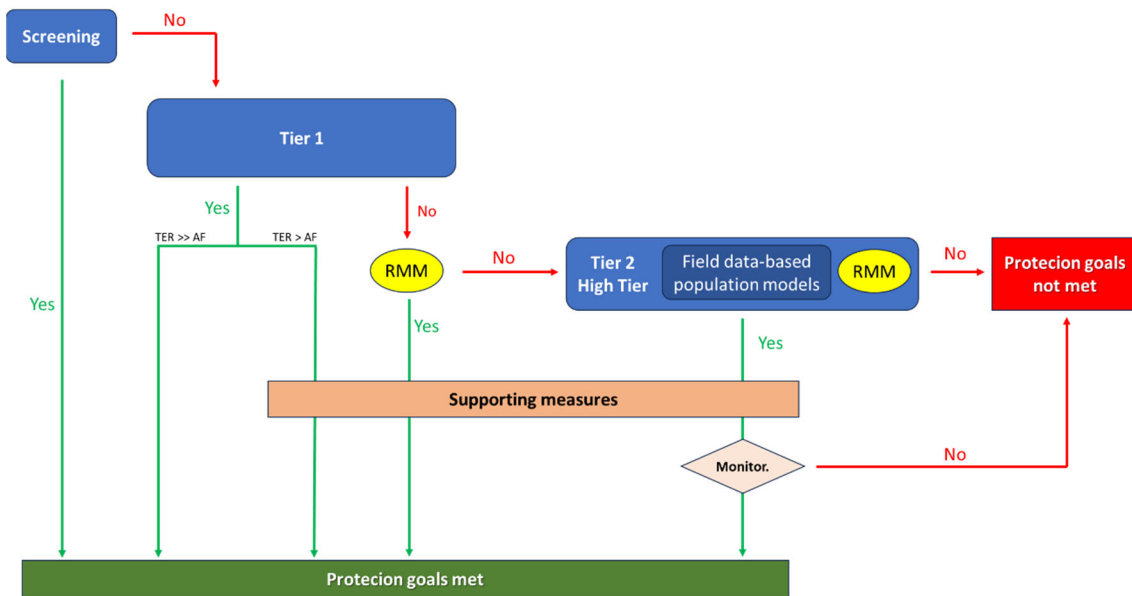 No
Screening
Tier 1
Yes
No
TER >> AF
TER > AF
RMM
No
Tier 2
High Tier
Field data-based
population models
RMM
No
Protecion goals
not met
Yes
Yes
Yes
Supporting measures
Monitor.
No
Protecion goals met